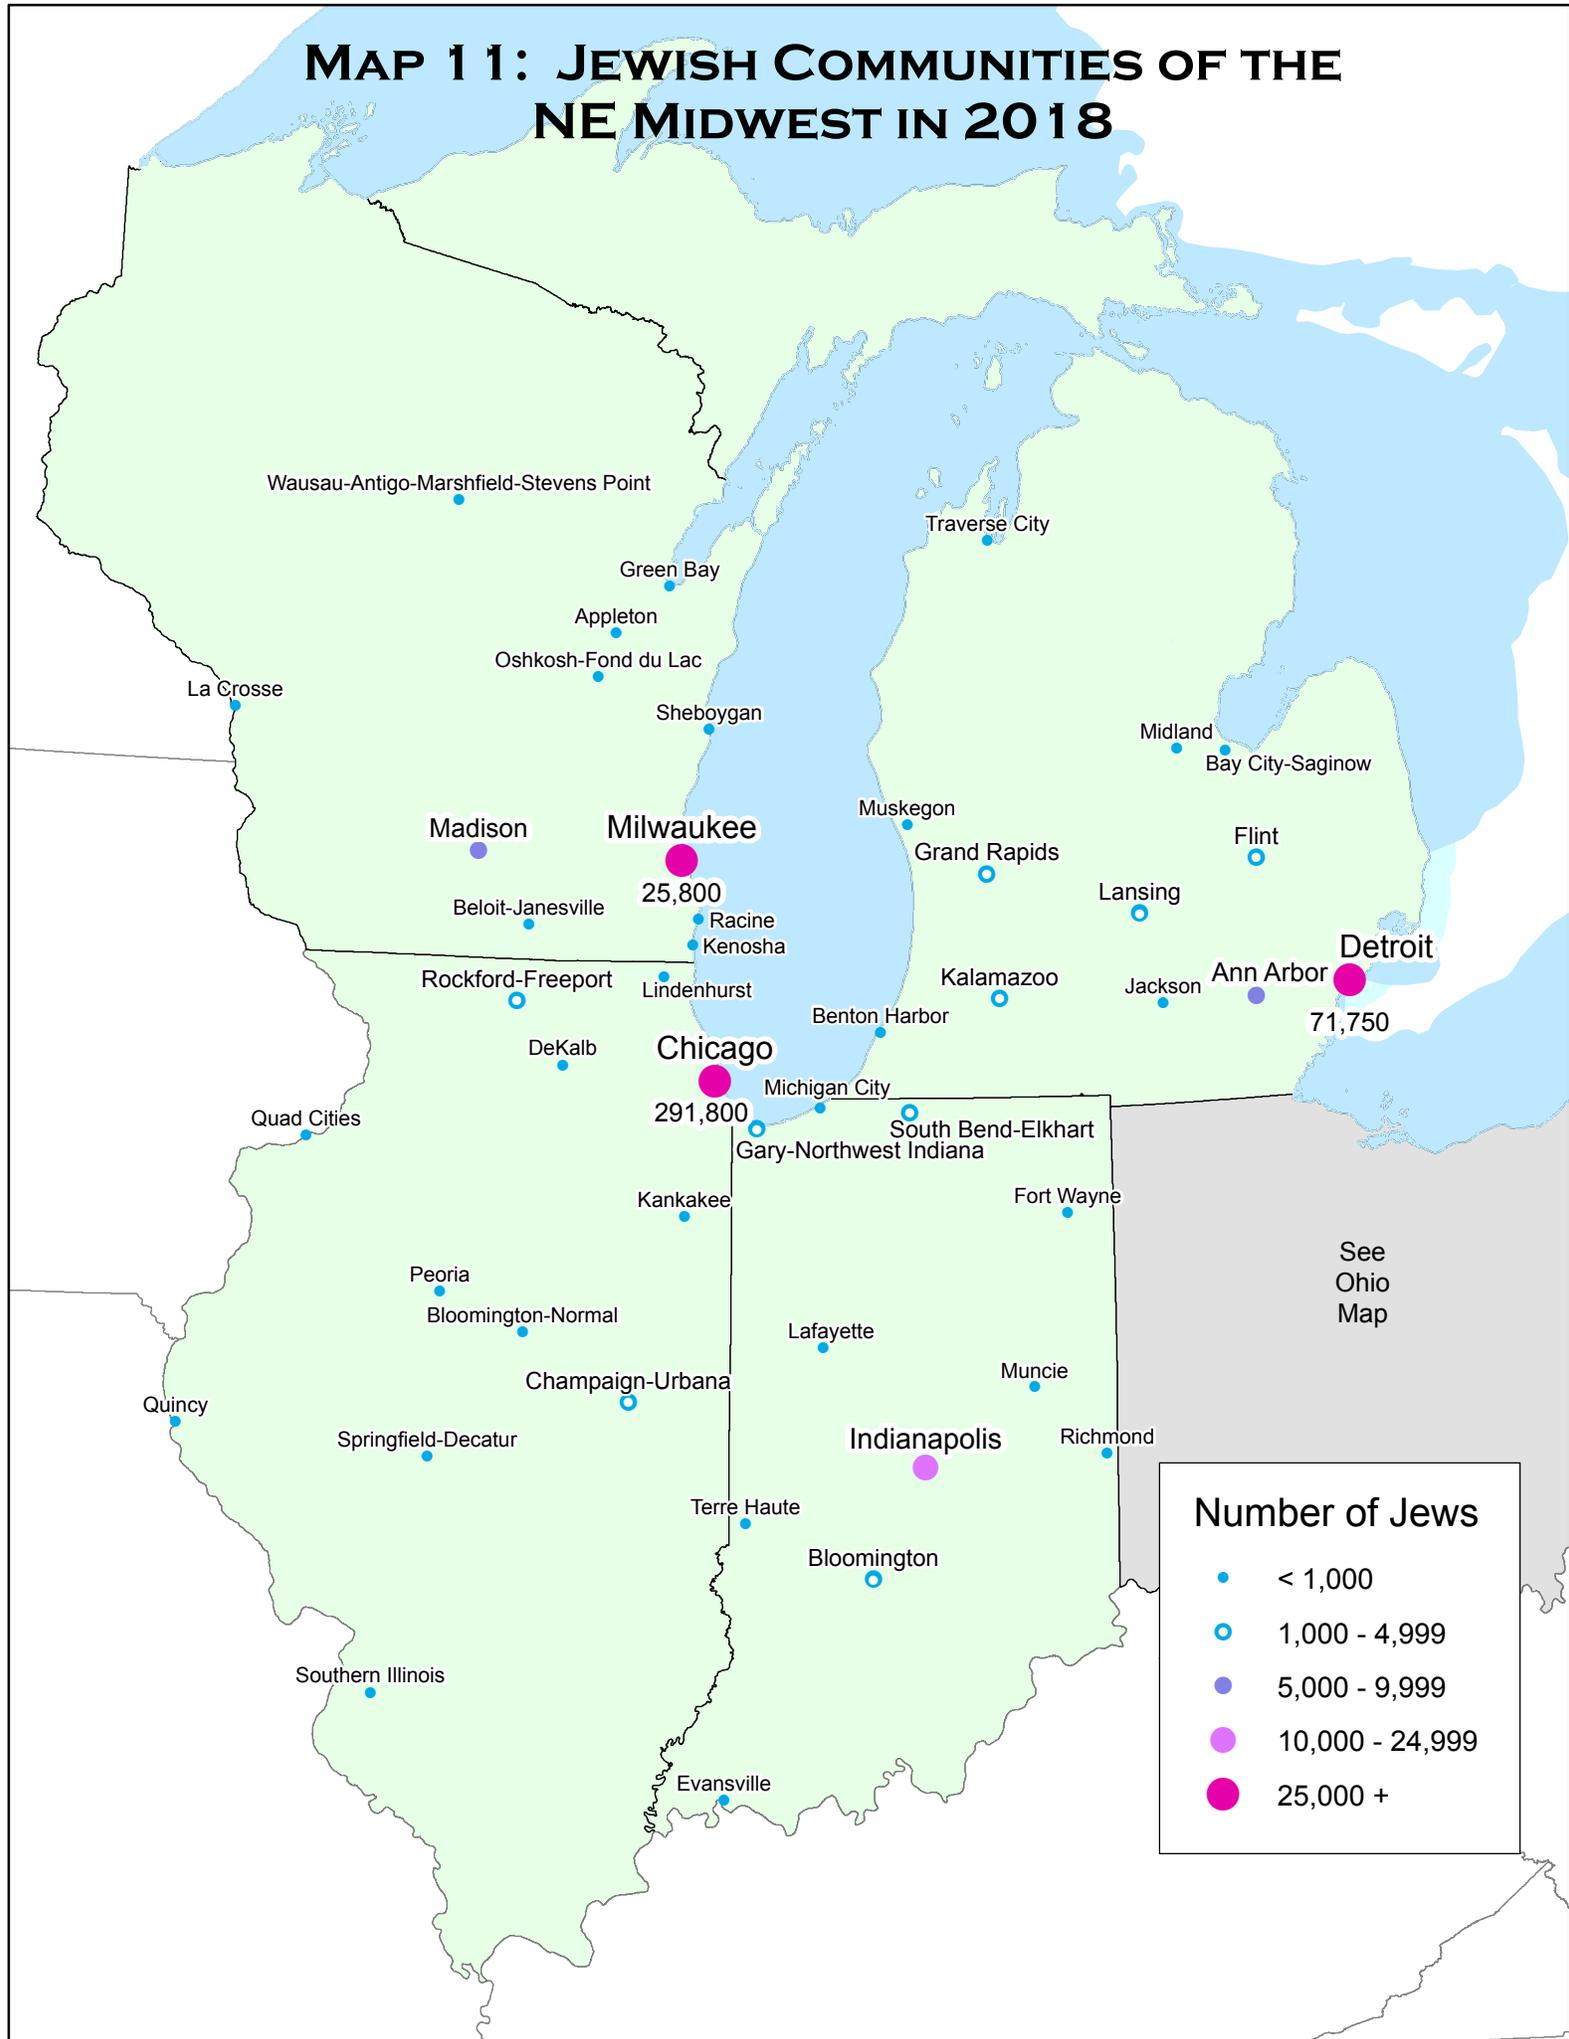 MAP 11: JEWISH COMMUNITIES OF THE
NE MIDWEST IN 2018
Wausau-Antigo-Marshfield-Stevens Point
Traverse City
Green Bay
Appleton
Oshkosh-Fond du Lac
La Crosse
Sheboygan
Midland
Bay City-Saginow
Muskegon
Madison
Milwaukee
25,800
Flint
Grand Rapids
Lansing
Beloit-Janesville
Racine
Kenosha
Detroit
71,750
Ann Arbor
Jackson
Kalamazoo
Rockford-Freeport
Lindenhurst
Benton Harbor
DeKalb
Chicago
291,800
Michigan City
Quad Cities
South Bend-Elkhart
Gary-Northwest Indiana
Kankakee
Fort Wayne
See
Ohio
Map
Peoria
Bloomington-Normal
Lafayette
Muncie
Champaign-Urbana
Quincy
Springfield-Decatur
Indianapolis
Richmond
Terre Haute
Bloomington
Southern Illinois
Evansville
Number of Jews
< 1,000
1,000 - 4,999
5,000 - 9,999
10,000 - 24,999
25,000 +